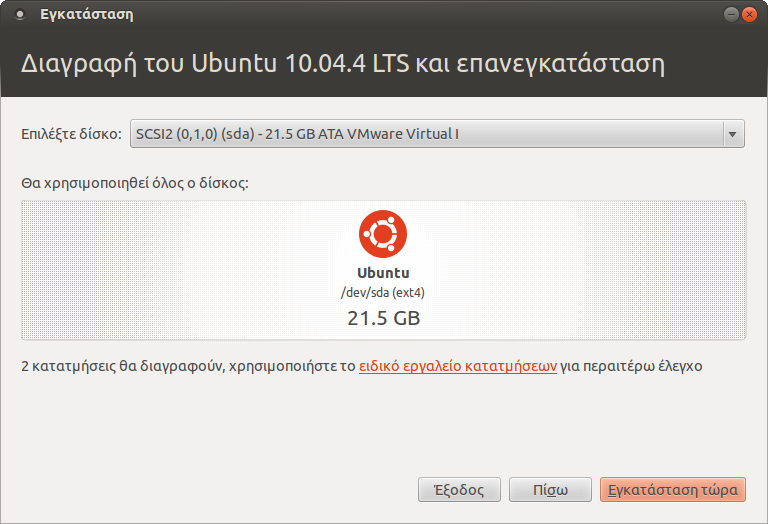 Εγκατάσταση
Διαγραφή του Ubuntu 10.04.4 LTS και επανεγκατάσταση
Επιλέξτε δίσκο: SCSI2 (0,1,0) (sda) - 21.5 GB ATA VMware Virtual I
Θα χρησιμοποιηθεί όλος ο δίσκος:
Ubuntu
/dev/sda (ext4)
21.5 GB
2 κατατμήσεις θα διαγραφούν, χρησιμοποιήστε το ειδικό εργαλείο κατατμήσεων για περαιτέρω έλεγχο
Έξοδος Πίσω Εγκατάσταση τώρα